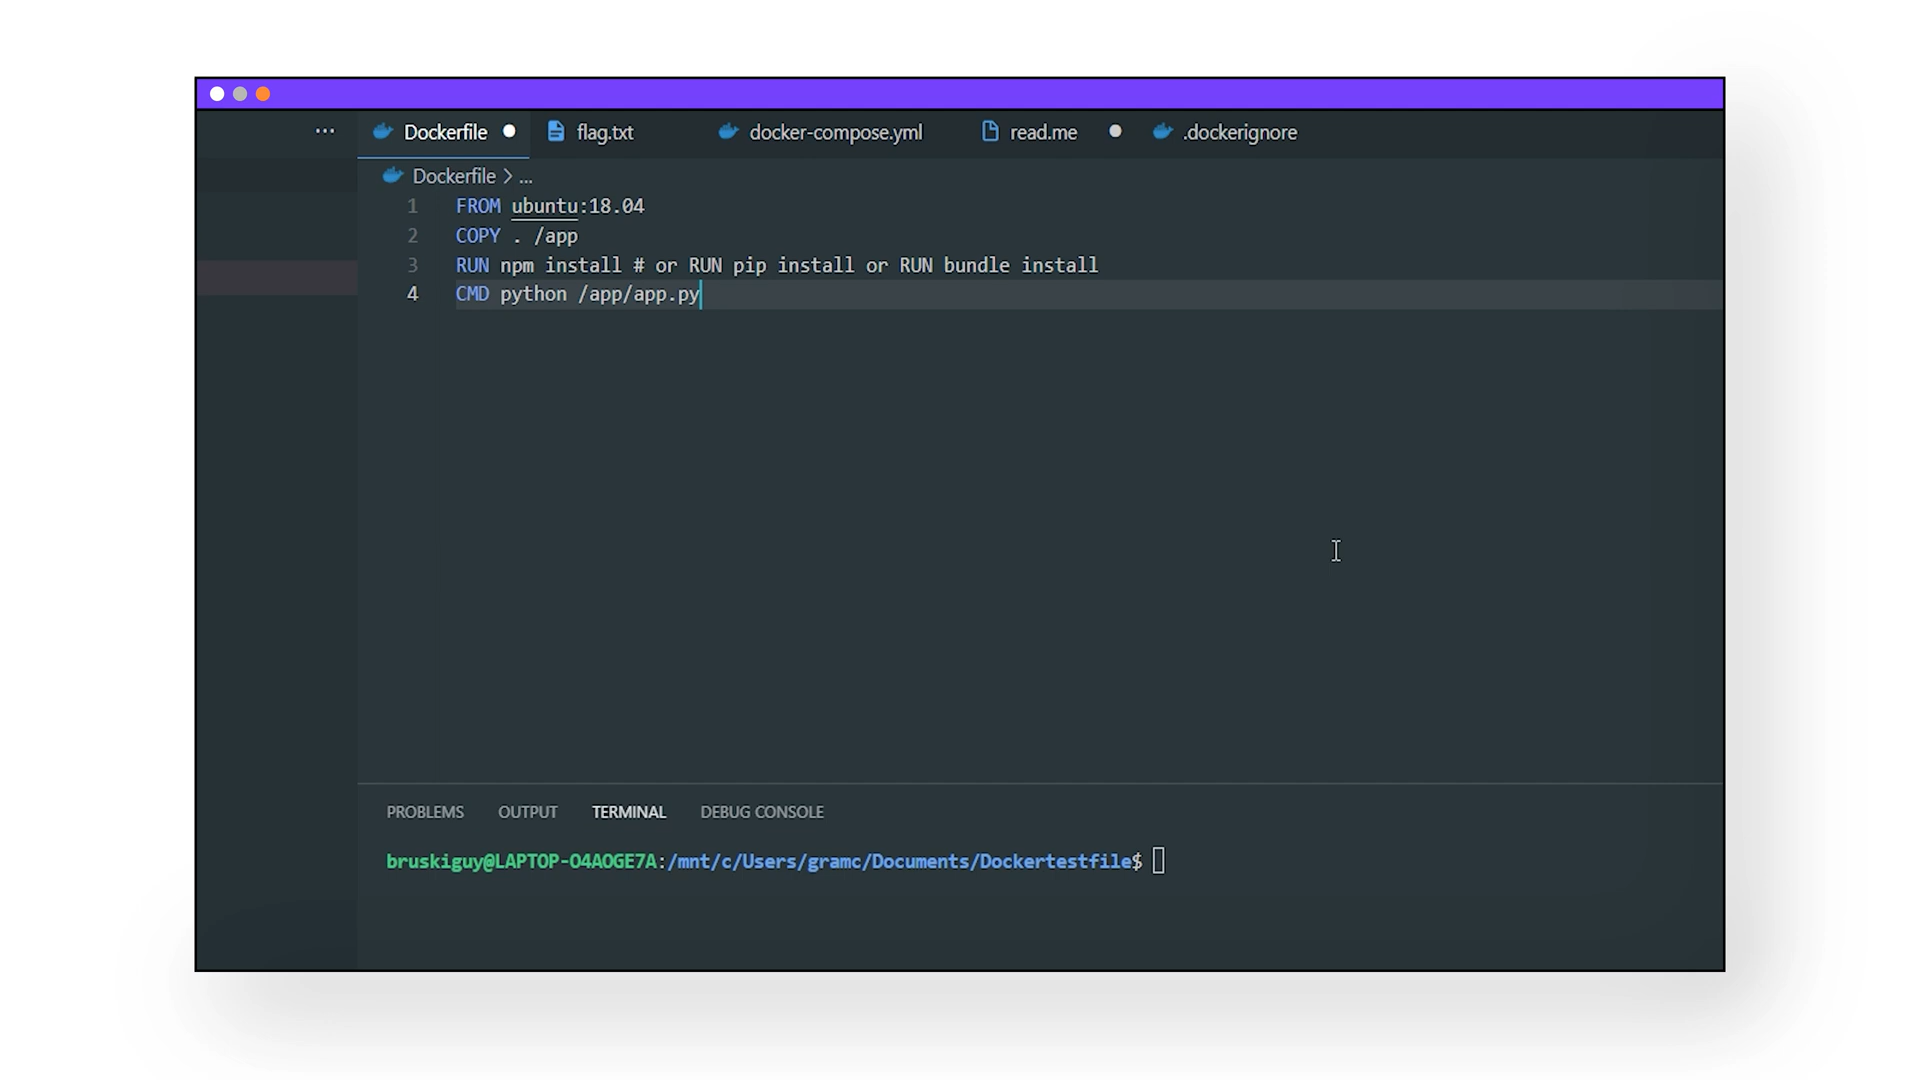 ··· Dockerfile flag.txt docker-compose.yml read.me .dockerignore
Dockerfile > ...
1 FROM ubuntu:18.04
2 COPY . /app
3 RUN npm install # or RUN pip install or RUN bundle install
4 CMD python /app/app.py
PROBLEMS OUTPUT TERMINAL DEBUG CONSOLE
bruskiguy@LAPTOP-O4AOGE7A:/mnt/c/Users/gramc/Documents/Dockertestfile$